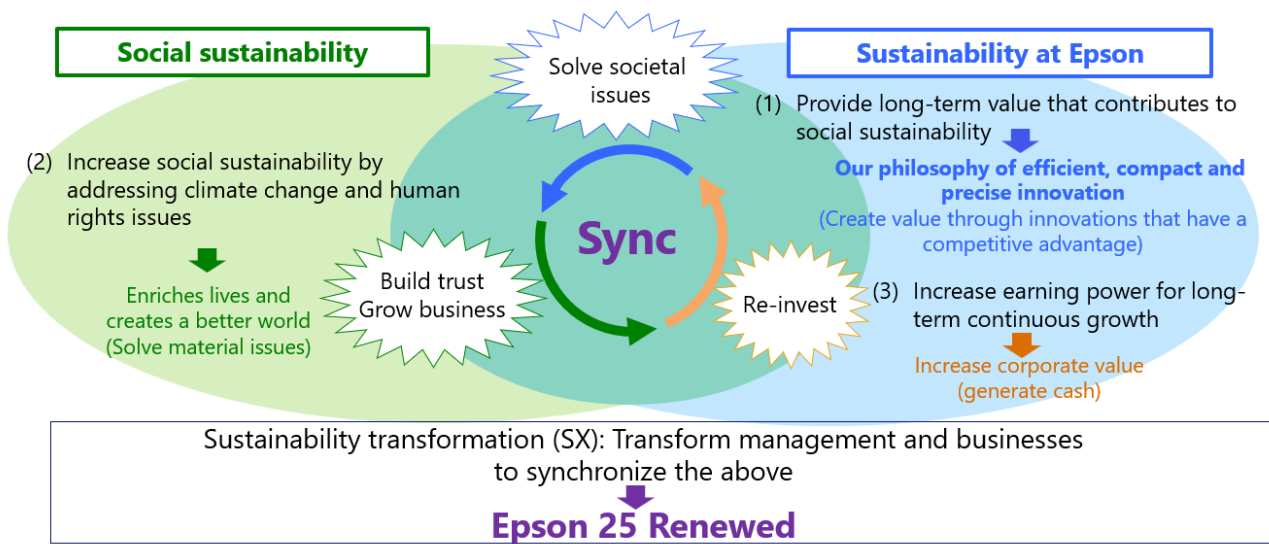 Social sustainability
Solve societal
issues
Sustainability at Epson
(1) Provide long-term value that contributes to
social sustainability
Our philosophy of efficient, compact and
precise innovation
(Create value through innovations that have a
competitive advantage)
(2) Increase social sustainability by
addressing climate change and human
rights issues
Enriches lives and
creates a better world
(Solve material issues)
Sync
Build trust
Grow business
Re-invest
(3) Increase earning power for long-
term continuous growth
Increase corporate value
(generate cash)
Sustainability transformation (SX): Transform management and businesses
to synchronize the above
Epson 25 Renewed